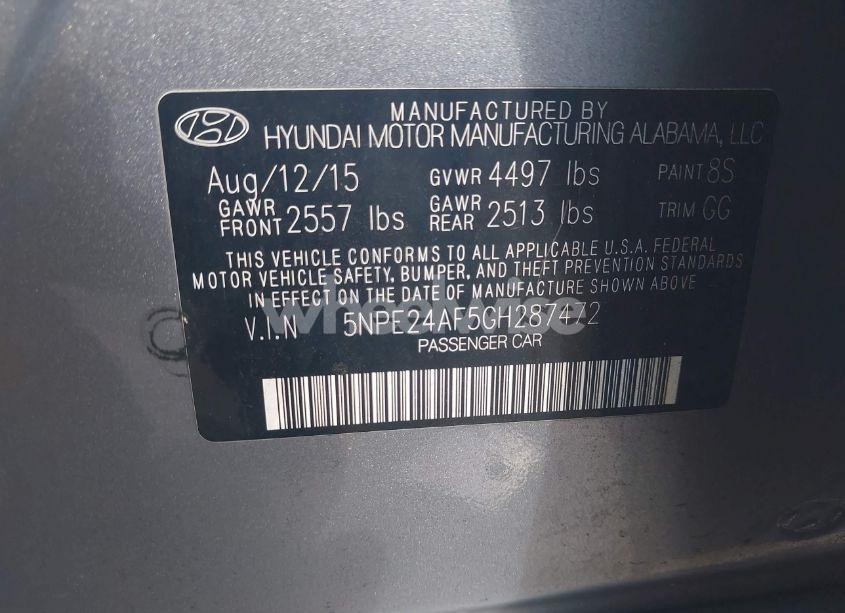 MANUFACTURED BY
HYUNDAI MOTOR MANUFACTURING ALABAMA, LLC
Aug/12/15 GVWR 4497 lbs PAINT 8S
GAWR FRONT 2557 lbs GAWR REAR 2513 lbs TRIM GG
THIS VEHICLE CONFORMS TO ALL APPLICABLE U.S.A. FEDERAL
MOTOR VEHICLE SAFETY, BUMPER, AND THEFT PREVENTION STANDARDS
IN EFFECT ON THE DATE OF MANUFACTURE SHOWN ABOVE.
wheelwise
V.I.N 5NPE24AF5GH287442
PASSENGER CAR